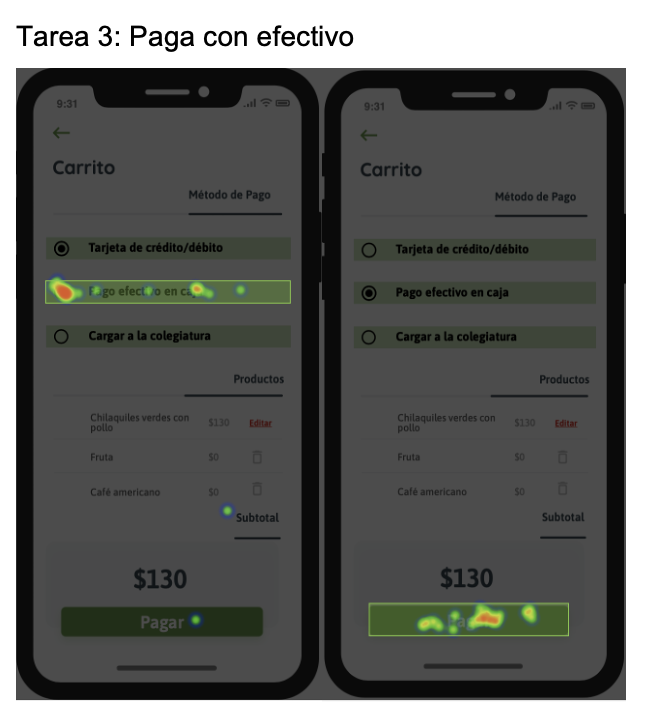 Tarea 3: Paga con efectivo
9:31
Carrito
Método de Pago
Tarjeta de crédito/débito
Pago efectivo en caja
Cargar a la colegiatura
Productos
Chilaquiles verdes con
pollo
$130
Editar
Fruta
$0
Café americano
$0
Subtotal
$130
Pagar
9:31
Carrito
Método de Pago
Tarjeta de crédito/débito
Pago efectivo en caja
Cargar a la colegiatura
Productos
Chilaquiles verdes con
pollo
$130
Editar
Fruta
$0
Café americano
$0
Subtotal
$130